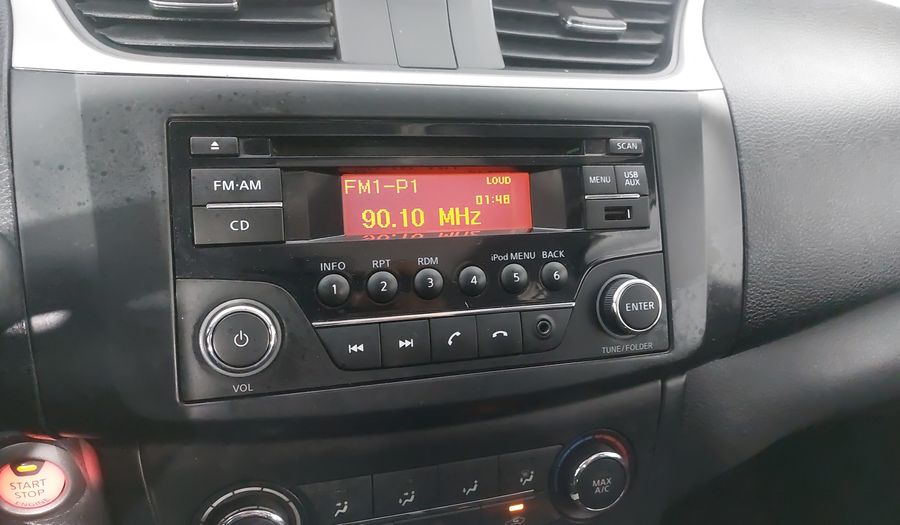 SCAN
FM·AM
CD
FM1-P1
LOUD
01:48
90.10 MHz
MENU
USB AUX
INFO
RPT
RDM
iPod MENU
BACK
1
2
3
4
5
6
VOL
ENTER
TUNE/FOLDER
START
STOP
ENGINE
MAX
A/C